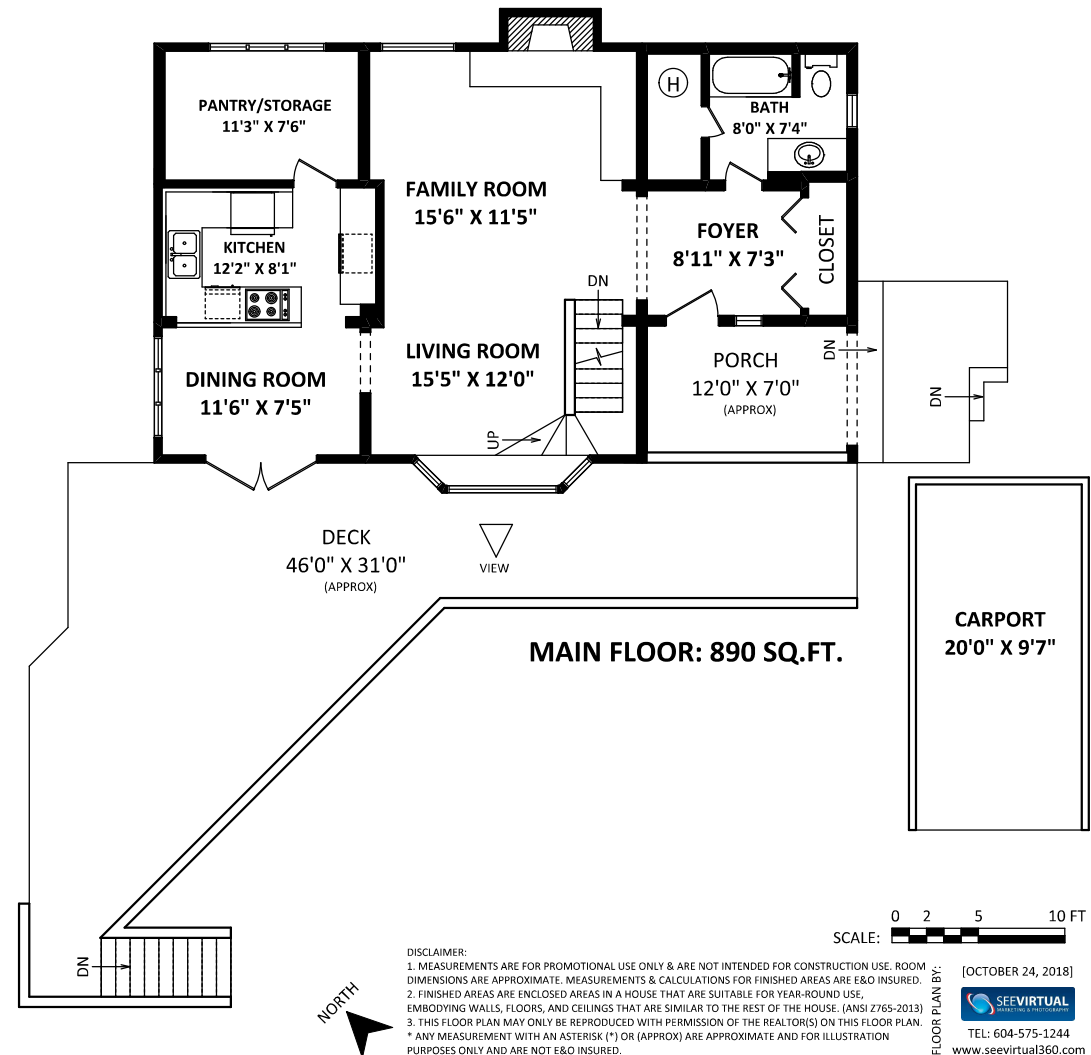 PANTRY/STORAGE
11'3" X 7'6"
H
BATH
8'0" X 7'4"
FAMILY ROOM
15'6" X 11'5"
KITCHEN
12'2" X 8'1"
FOYER
8'11" X 7'3"
CLOSET
DN
LIVING ROOM
15'5" X 12'0"
DINING ROOM
11'6" X 7'5"
PORCH
12'0" X 7'0"
(APPROX)
DN
DN
UP
DECK
46'0" X 31'0"
(APPROX)
VIEW
MAIN FLOOR: 890 SQ.FT.
CARPORT
20'0" X 9'7"
DN
NORTH
SCALE:
0 2 5 10 FT
DISCLAIMER:
1. MEASUREMENTS ARE FOR PROMOTIONAL USE ONLY & ARE NOT INTENDED FOR CONSTRUCTION USE. ROOM
DIMENSIONS ARE APPROXIMATE. MEASUREMENTS & CALCULATIONS FOR FINISHED AREAS ARE E&O INSURED.
2. FINISHED AREAS ARE ENCLOSED AREAS IN A HOUSE THAT ARE SUITABLE FOR YEAR-ROUND USE,
EMBODYING WALLS, FLOORS, AND CEILINGS THAT ARE SIMILAR TO THE REST OF THE HOUSE. (ANSI Z765-2013)
3. THIS FLOOR PLAN MAY ONLY BE REPRODUCED WITH PERMISSION OF THE REALTOR(S) ON THIS FLOOR PLAN.
* ANY MEASUREMENT WITH AN ASTERISK (*) OR (APPROX) ARE APPROXIMATE AND FOR ILLUSTRATION
PURPOSES ONLY AND ARE NOT E&O INSURED.
FLOOR PLAN BY:
[OCTOBER 24, 2018]
SEEVIRTUAL
MARKETING & PHOTOGRAPHY
TEL: 604-575-1244
www.seevirtual360.com